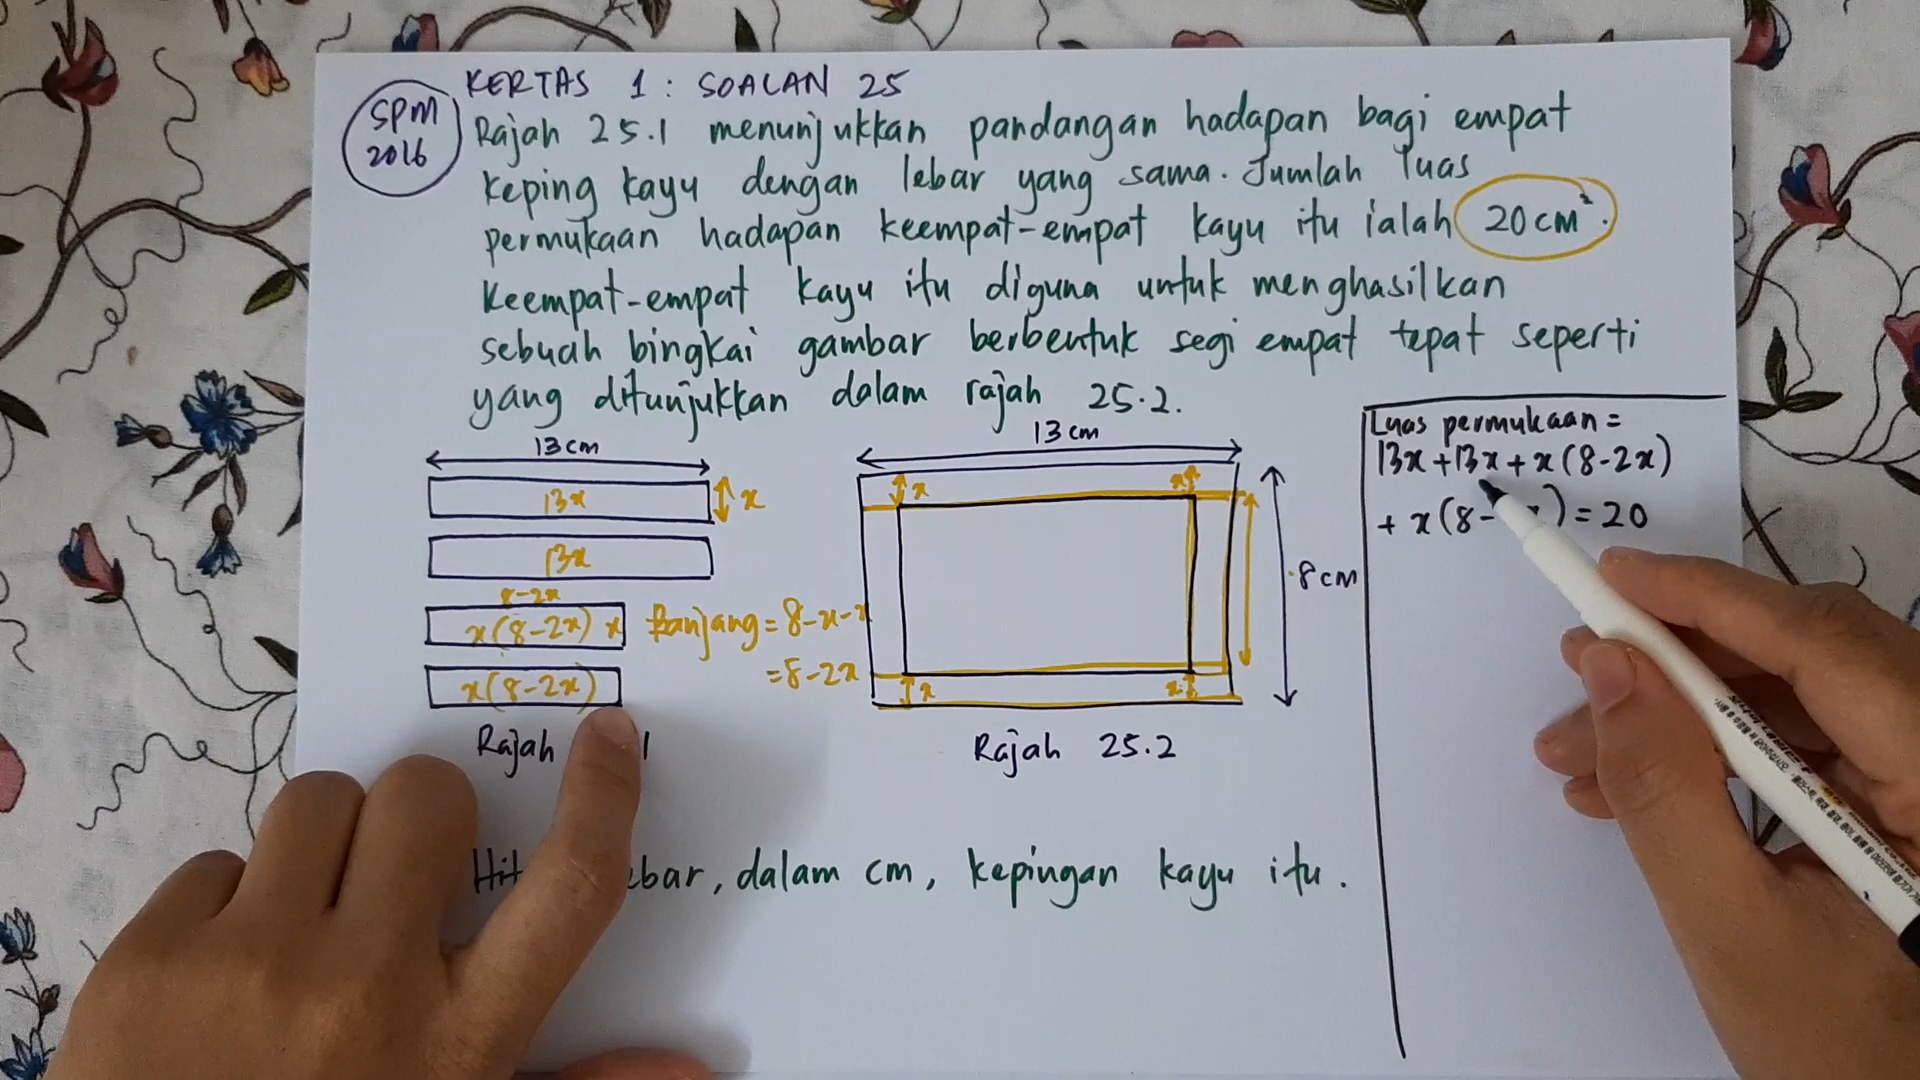 SPM
2016
KERTAS 1 : SOALAN 25
Rajah 25.1 menunjukkan pandangan hadapan bagi empat
keping kayu dengan lebar yang sama. Jumlah luas
permukaan hadapan keempat-empat kayu itu ialah 20 cm².
Keempat-empat kayu itu diguna untuk menghasilkan
sebuah bingkai gambar berbentuk segi empat tepat seperti
yang ditunjukkan dalam rajah 25.2.
13 cm
13x
x
13x
8-2x
x(8-2x) x
x(8-2x)
Panjang = 8-x-x
= 8-2x
Rajah 1
13 cm
x
x
x
x
8 cm
Rajah 25.2
Luas permukaan =
13x + 13x + x(8-2x)
+ x(8- ) = 20
, dalam cm, kepingan kayu itu.